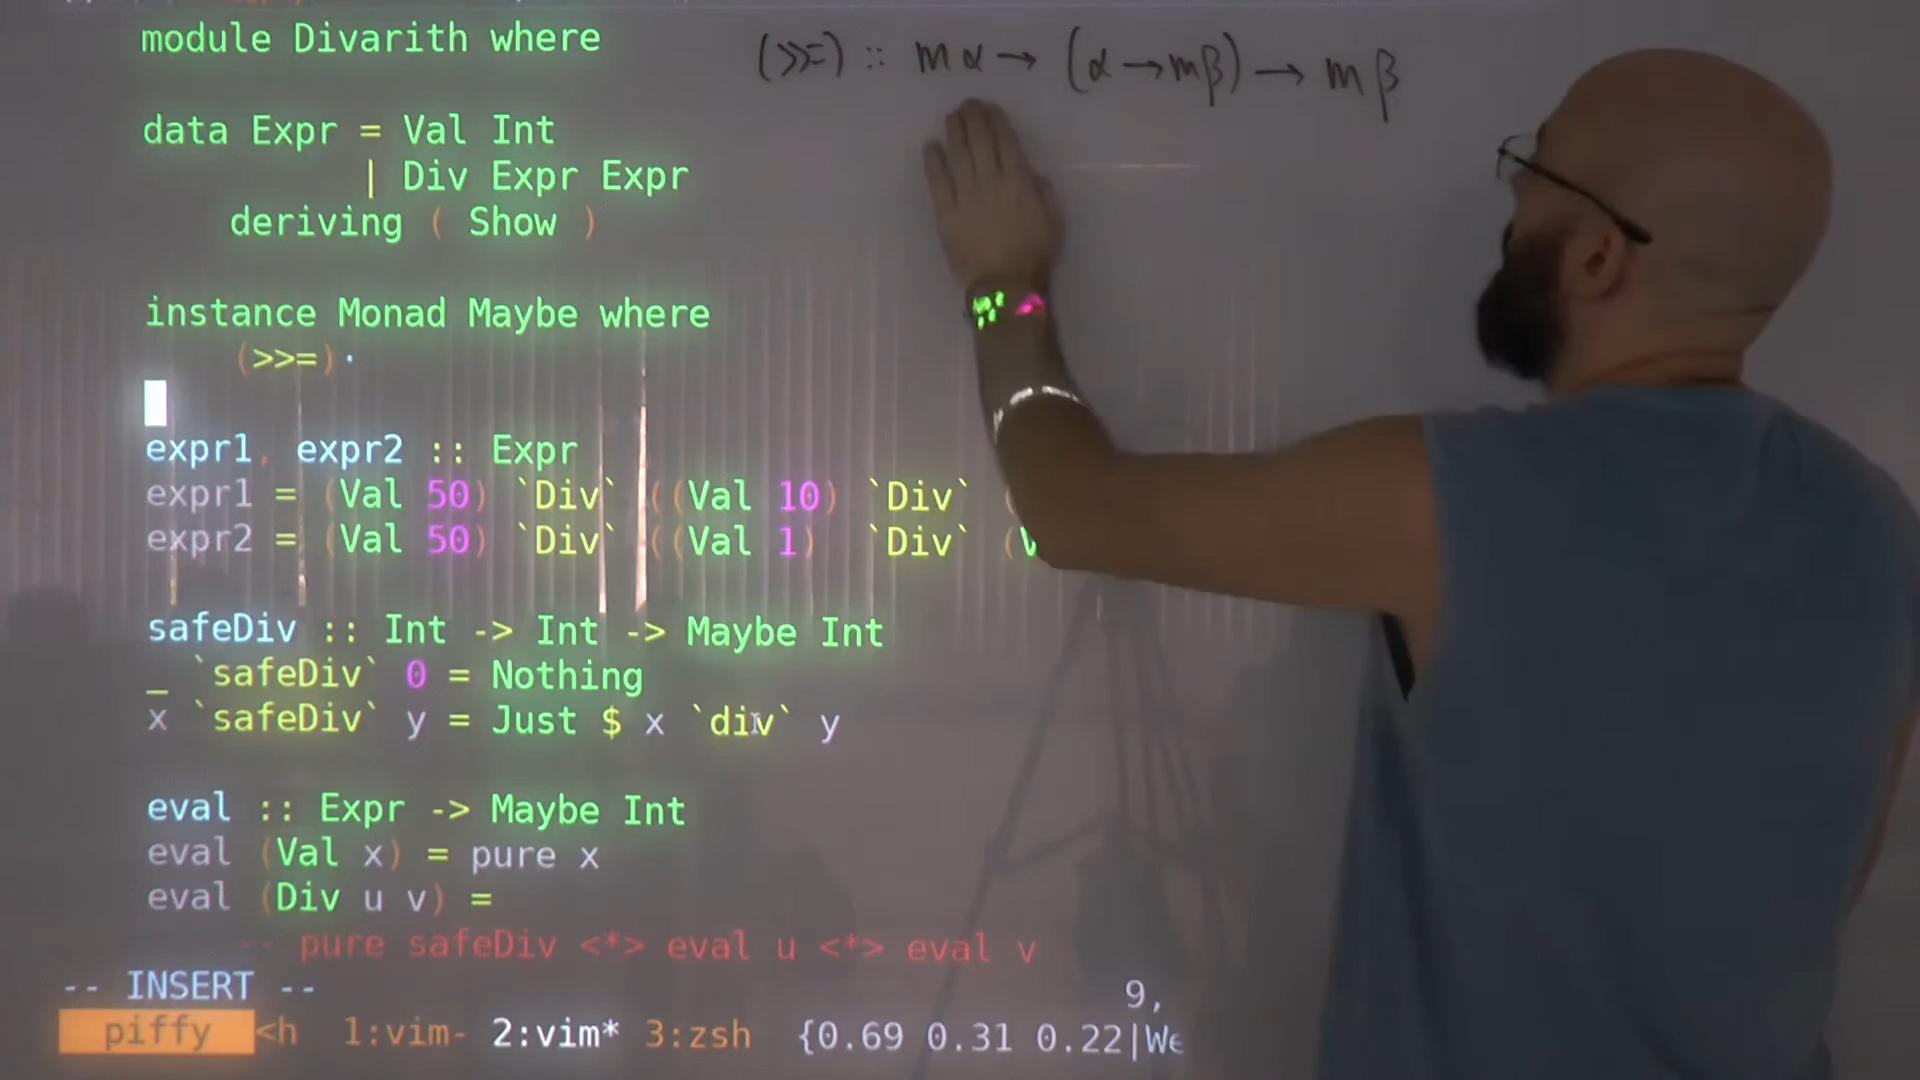 module Divarith where
(>>=) :: m α → (α → m β) → m β
data Expr = Val Int
| Div Expr Expr
deriving ( Show )
instance Monad Maybe where
(>>=)·
expr1, expr2 :: Expr
expr1 = (Val 50) `Div` ((Val 10) `Div`
expr2 = (Val 50) `Div` ((Val 1) `Div` (
safeDiv :: Int -> Int -> Maybe Int
_ `safeDiv` 0 = Nothing
x `safeDiv` y = Just $ x `div` y
eval :: Expr -> Maybe Int
eval (Val x) = pure x
eval (Div u v) =
-- pure safeDiv <*> eval u <*> eval v
-- INSERT --
9,
piffy <h 1:vim- 2:vim* 3:zsh {0.69 0.31 0.22|We